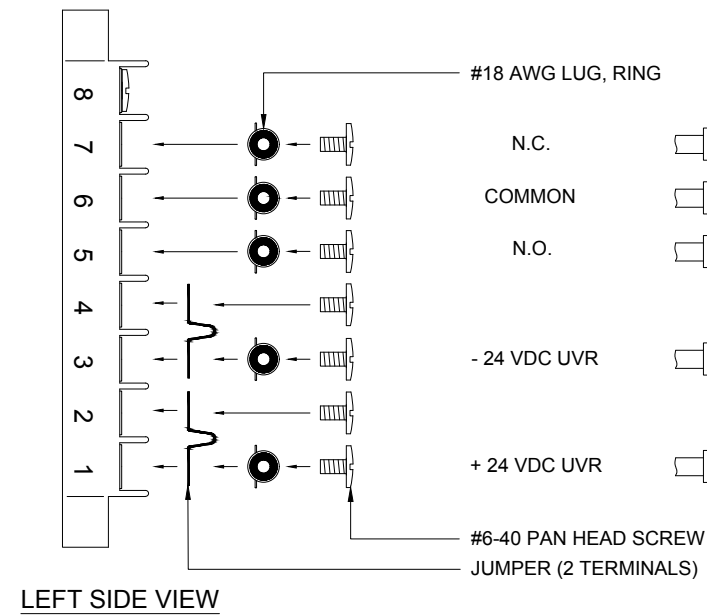 #18 AWG LUG, RING
8
7 N.C.
6 COMMON
5 N.O.
4
3 - 24 VDC UVR
2
1 + 24 VDC UVR
#6-40 PAN HEAD SCREW
JUMPER (2 TERMINALS)
LEFT SIDE VIEW